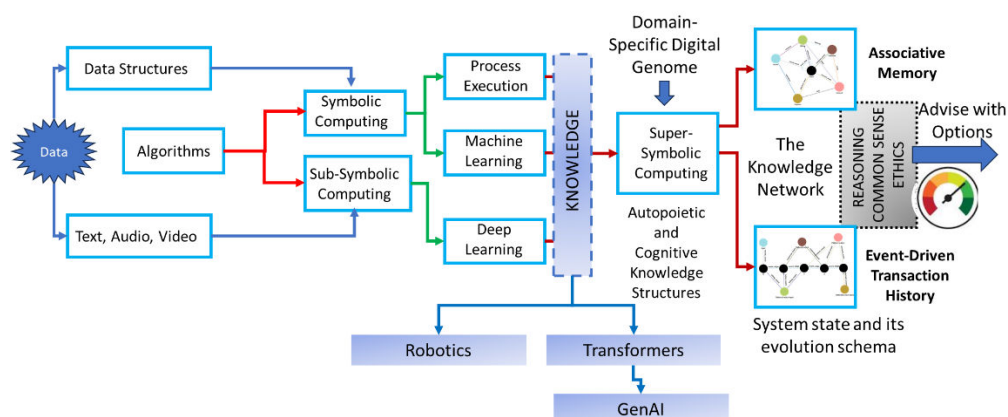 Data
Data Structures
Algorithms
Text, Audio, Video
Symbolic
Computing
Sub-Symbolic
Computing
Process
Execution
Machine
Learning
Deep
Learning
KNOWLEDGE
Robotics
Transformers
GenAI
Domain-
Specific Digital
Genome
Super-
Symbolic
Computing
Autopoietic
and
Cognitive
Knowledge
Structures
Associative
Memory
The
Knowledge
Network
REASONING
COMMON SENSE
ETHICS
Advise with
Options
Event-Driven
Transaction
History
System state and its
evolution schema